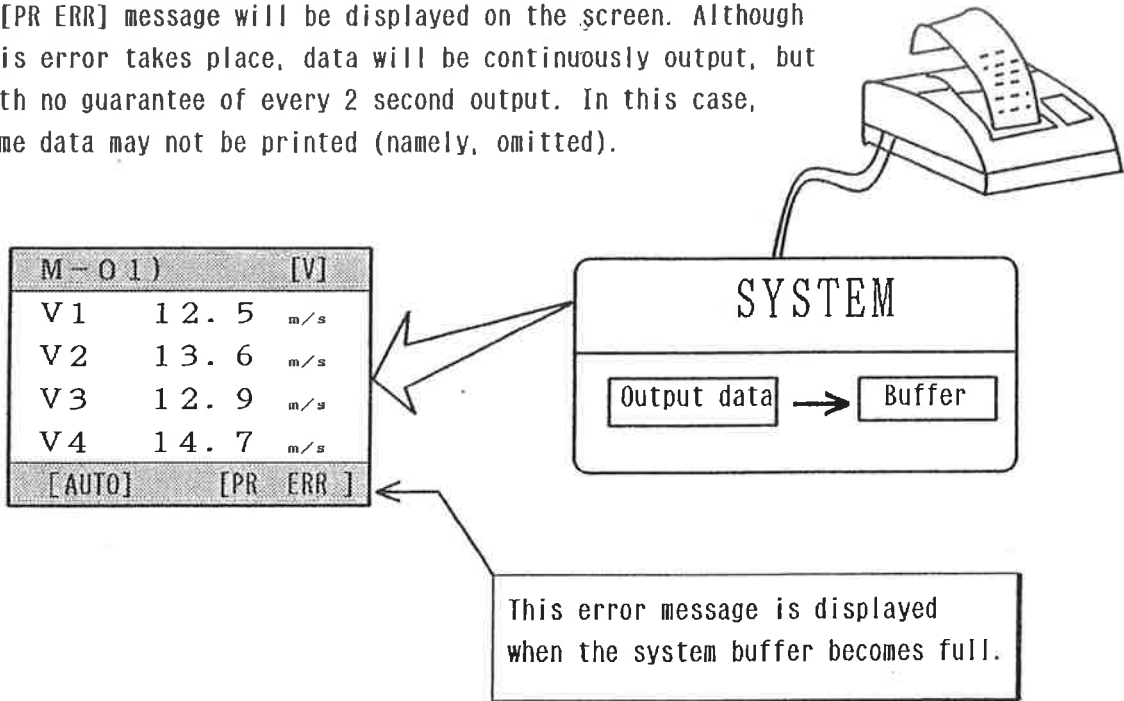 [PR ERR] message will be displayed on the screen. Although
is error takes place, data will be continuously output, but
th no guarantee of every 2 second output. In this case,
me data may not be printed (namely, omitted).
M-01) [V]
V1 12.5 m/s
V2 13.6 m/s
V3 12.9 m/s
V4 14.7 m/s
[AUTO] [PR ERR ]
SYSTEM
Output data
Buffer
This error message is displayed
when the system buffer becomes full.